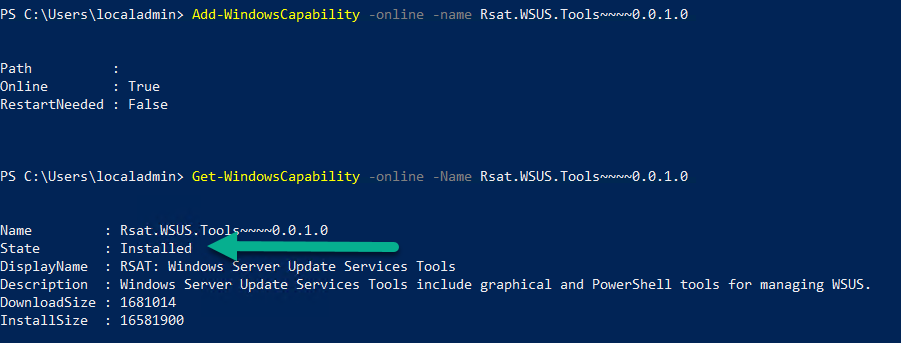 PS C:\Users\localadmin> Add-WindowsCapability -online -name Rsat.WSUS.Tools~~~~0.0.1.0
Path          :
Online        : True
RestartNeeded : False
PS C:\Users\localadmin> Get-WindowsCapability -online -Name Rsat.WSUS.Tools~~~~0.0.1.0
Name         : Rsat.WSUS.Tools~~~~0.0.1.0
State        : Installed
DisplayName  : RSAT: Windows Server Update Services Tools
Description  : Windows Server Update Services Tools include graphical and PowerShell tools for managing WSUS.
DownloadSize : 1681014
InstallSize  : 16581900